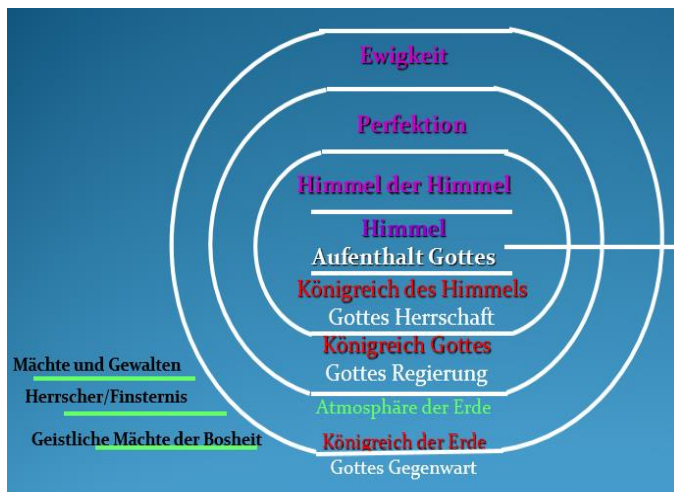 Ewigkeit
Perfektion
Himmel der Himmel
Himmel
Aufenthalt Gottes
Königreich des Himmels
Gottes Herrschaft
Königreich Gottes
Gottes Regierung
Atmosphäre der Erde
Königreich der Erde
Gottes Gegenwart
Mächte und Gewalten
Herrscher/Finsternis
Geistliche Mächte der Bosheit